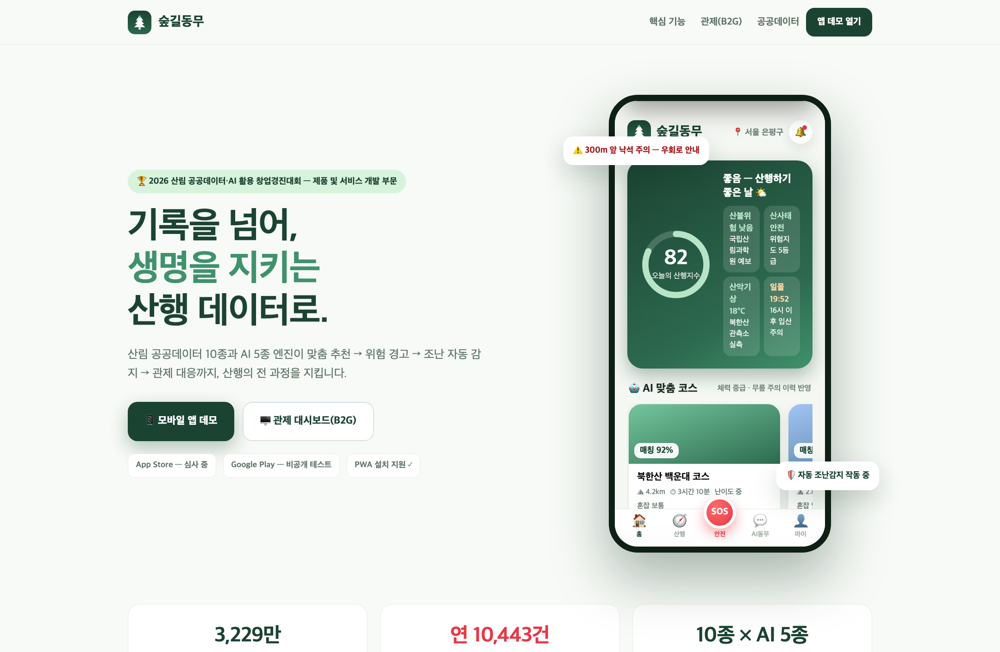 숲길동무
핵심 기능
관제(B2G)
공공데이터
앱 데모 열기
🏆 2026 산림 공공데이터·AI 활용 창업경진대회 — 제품 및 서비스 개발 부문
기록을 넘어,
생명을 지키는
산행 데이터로.
산림 공공데이터 10종과 AI 5종 엔진이 맞춤 추천 → 위험 경고 → 조난 자동 감
지 → 관제 대응까지, 산행의 전 과정을 지킵니다.
📱 모바일 앱 데모
🖥️ 관제 대시보드(B2G)
App Store — 심사 중
Google Play — 비공개 테스트
PWA 설치 지원 ✓
숲길동무
📍 서울 은평구
⚠️ 300m 앞 낙석 주의 — 우회로 안내
82
오늘의 산행지수
좋음 — 산행하기
좋은 날 🌤️
산불위
험 낮음
국립산
림과학
원 예보
산사태
안전
위험지
도 5등
급
산악기
상
18°C
북한산
관측소
실측
일몰
19:52
16시 이
후 입산
주의
🤖 AI 맞춤 코스
체력 중급 · 무릎 주의 이력 반영
매칭 92%
매칭
북한산 백운대 코스
⛰ 4.2km ⏱ 3시간 10분 난이도 중
혼잡 보통
🛡️ 자동 조난감지 작동 중
⛰ 2.8
혼잡
SOS
홈
산행
안전
AI동무
마이
3,229만
연 10,443건
10종 × AI 5종